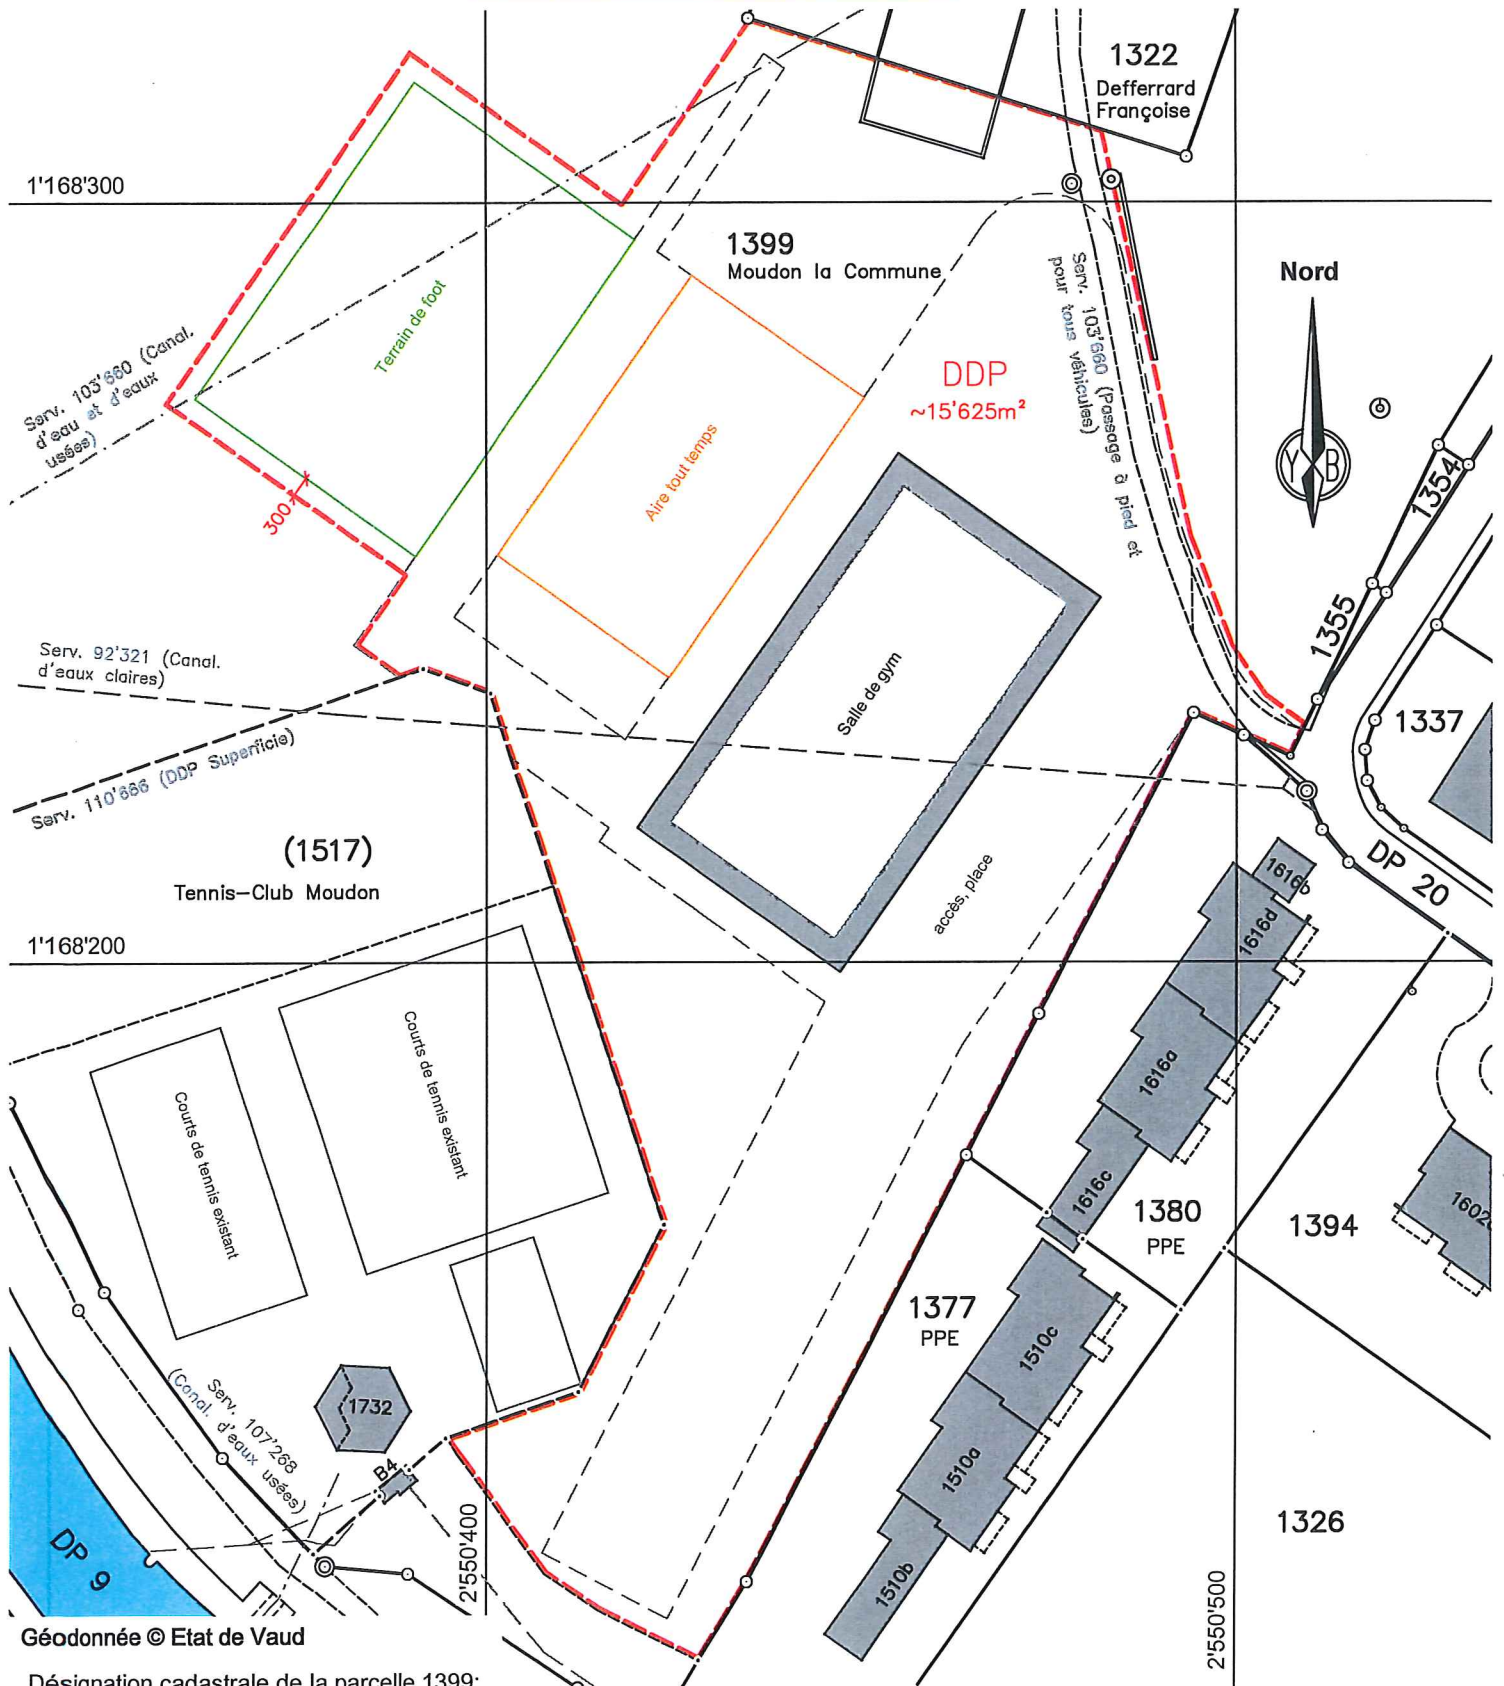 1322
Defferrard
Françoise
1'168'300
1399
Moudon la Commune
Nord
Y B
Serv. 103'660 (Canal.
d'eau et d'eaux
usées)
Terrain de foot
300
Aire tout temps
DDP
~15'625m²
Serv. 103'660 (Passage à pied et
pour tous véhicules)
1354
1355
1337
Serv. 92'321 (Canal.
d'eaux claires)
Serv. 110'686 (DDP Superficie)
Salle de gym
accès, place
(1517)
Tennis-Club Moudon
DP 20
1'168'200
1616b
1616d
1616a
1616c
Courts de tennis existant
Courts de tennis existant
1380
PPE
1394
1377
PPE
1510c
1510a
1510b
1326
1732
B4
Serv. 107'268
(Canal. d'eaux usées)
DP 9
2'550'400
2'550'500
Géodonnée © Etat de Vaud
Désignation cadastrale de la parcelle 1399: